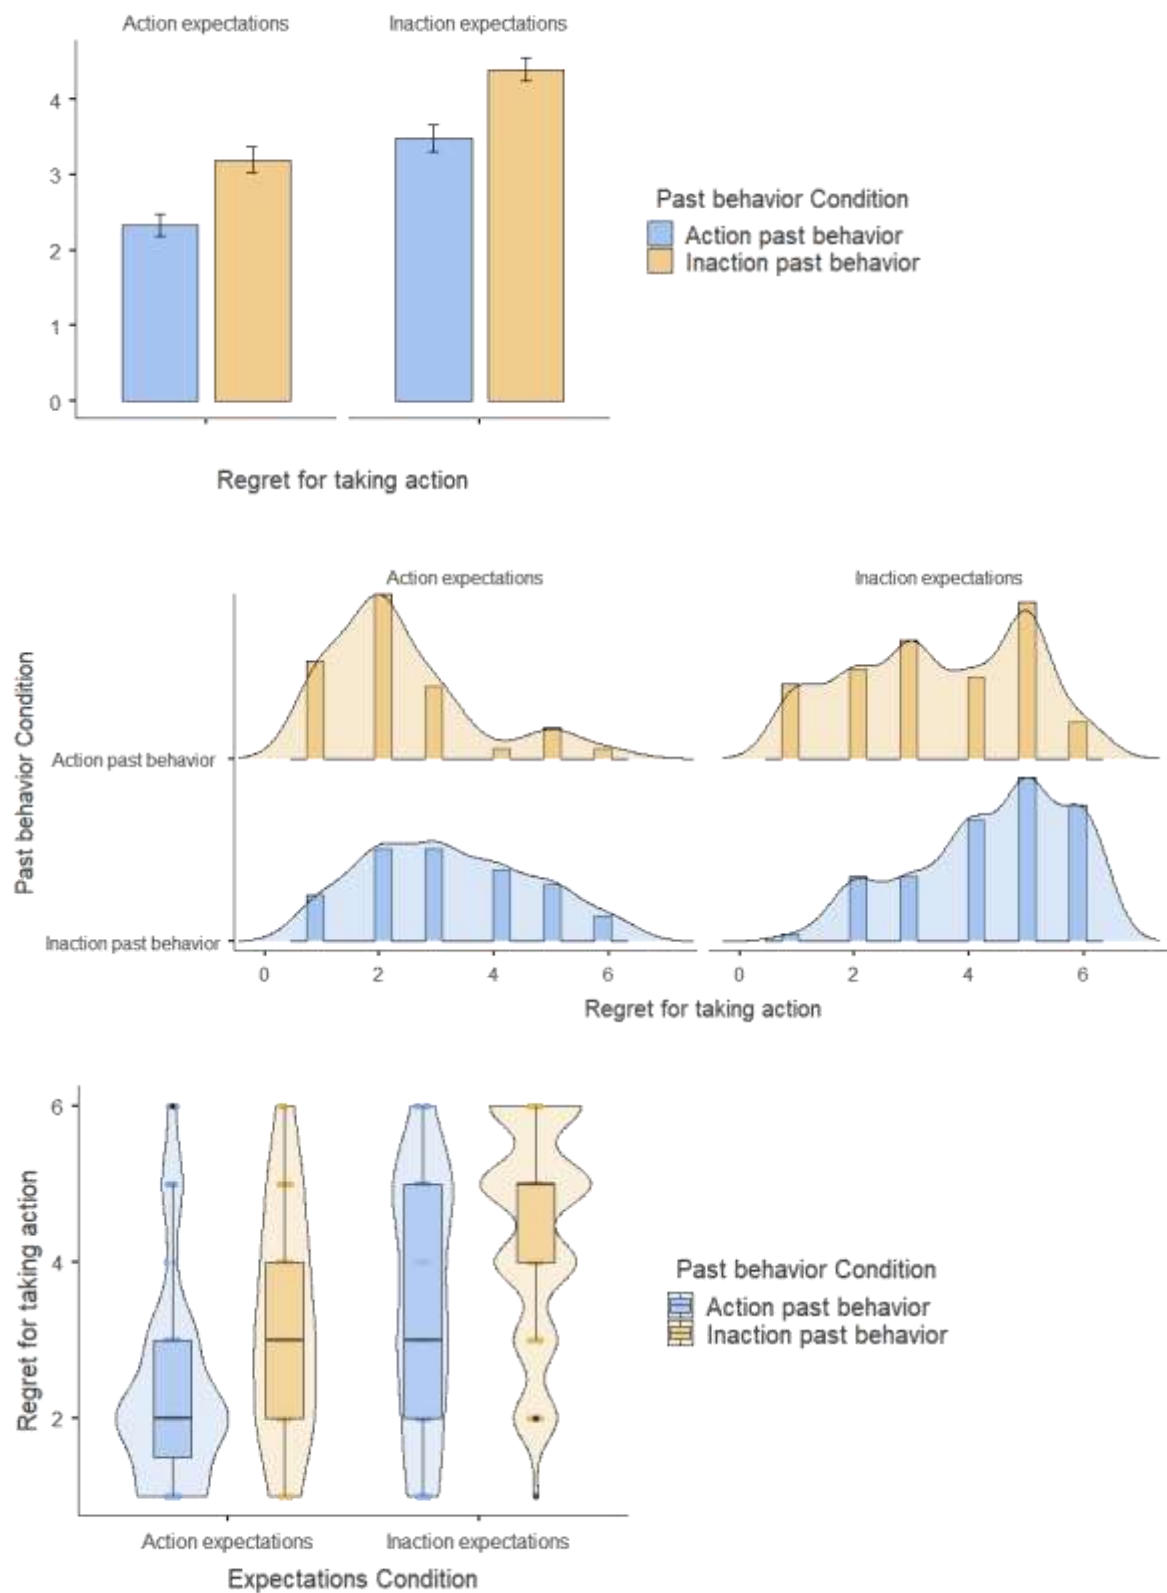 Action expectations
Inaction expectations
4
3
2
1
0
Past behavior Condition
Action past behavior
Inaction past behavior
Regret for taking action
Action expectations
Inaction expectations
Past behavior Condition
Action past behavior
Inaction past behavior
0 2 4 6 0 2 4 6
Regret for taking action
6
4
2
Regret for taking action
Past behavior Condition
Action past behavior
Inaction past behavior
Action expectations
Inaction expectations
Expectations Condition